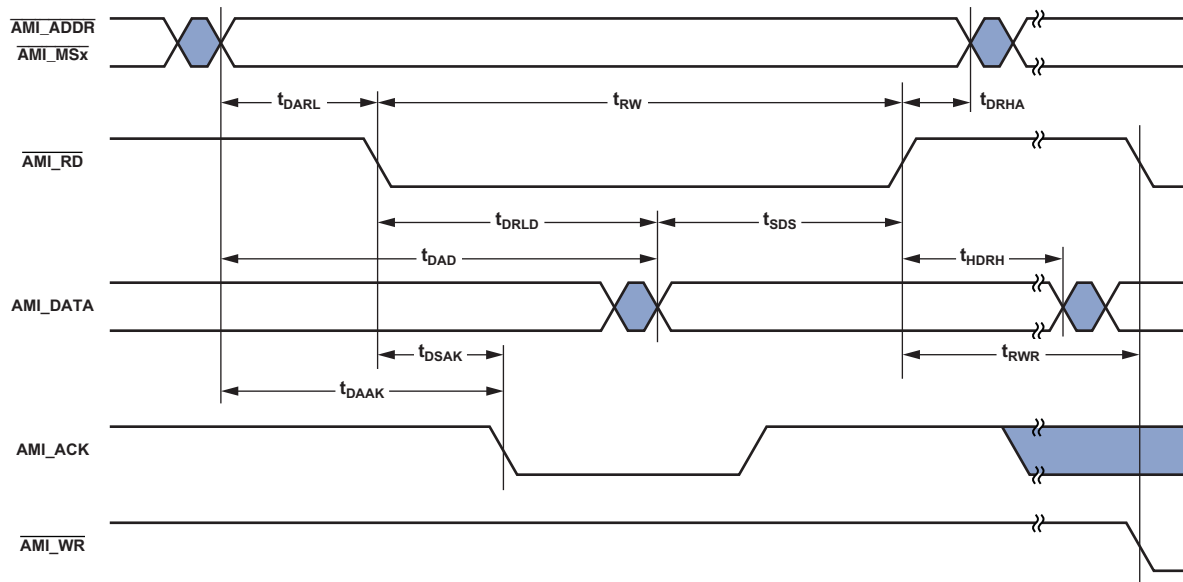 AMI_ADDR
AMI_MSx
tDARL
tRW
tDRHA
AMI_RD
tDRLD
tSDS
tDAD
tHDRH
AMI_DATA
tDSAK
tRWR
tDAAK
AMI_ACK
AMI_WR